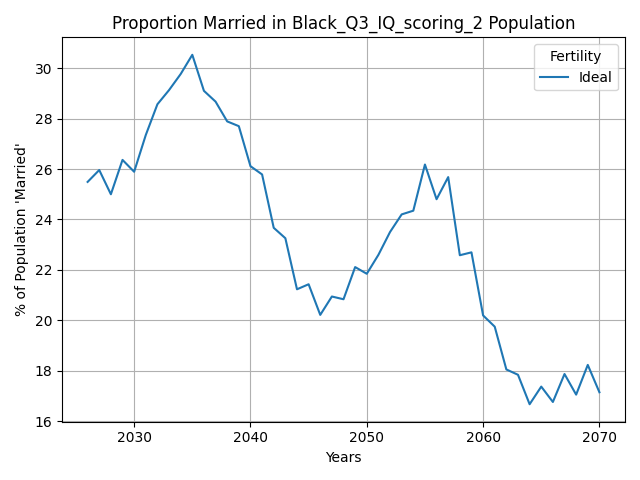 Proportion Married in Black_Q3_IQ_scoring_2 Population
Fertility
Ideal
% of Population 'Married'
30
28
26
24
22
20
18
16
2030
2040
2050
2060
2070
Years